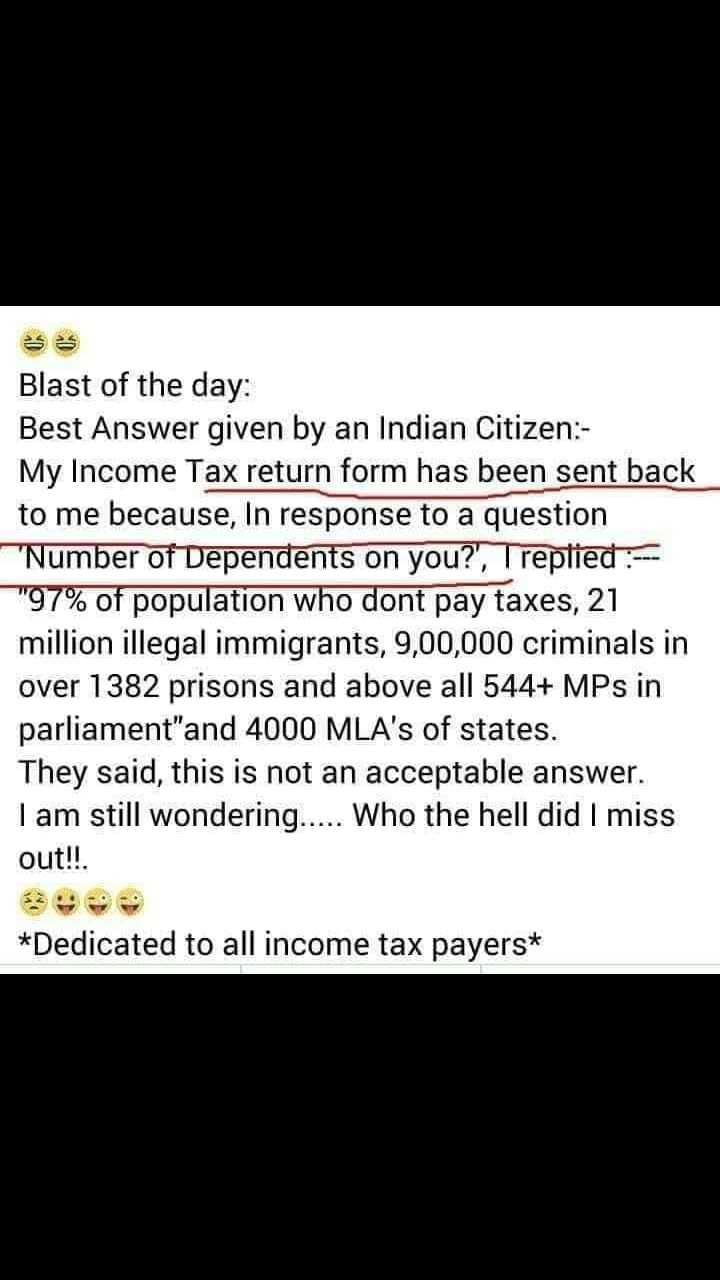 😆😆
Blast of the day:
Best Answer given by an Indian Citizen:-
My Income Tax return form has been sent back
to me because, In response to a question
'Number of Dependents on you?', I replied :---
"97% of population who dont pay taxes, 21
million illegal immigrants, 9,00,000 criminals in
over 1382 prisons and above all 544+ MPs in
parliament"and 4000 MLA's of states.
They said, this is not an acceptable answer.
I am still wondering..... Who the hell did I miss
out!!.
😣😛😜😜
*Dedicated to all income tax payers*